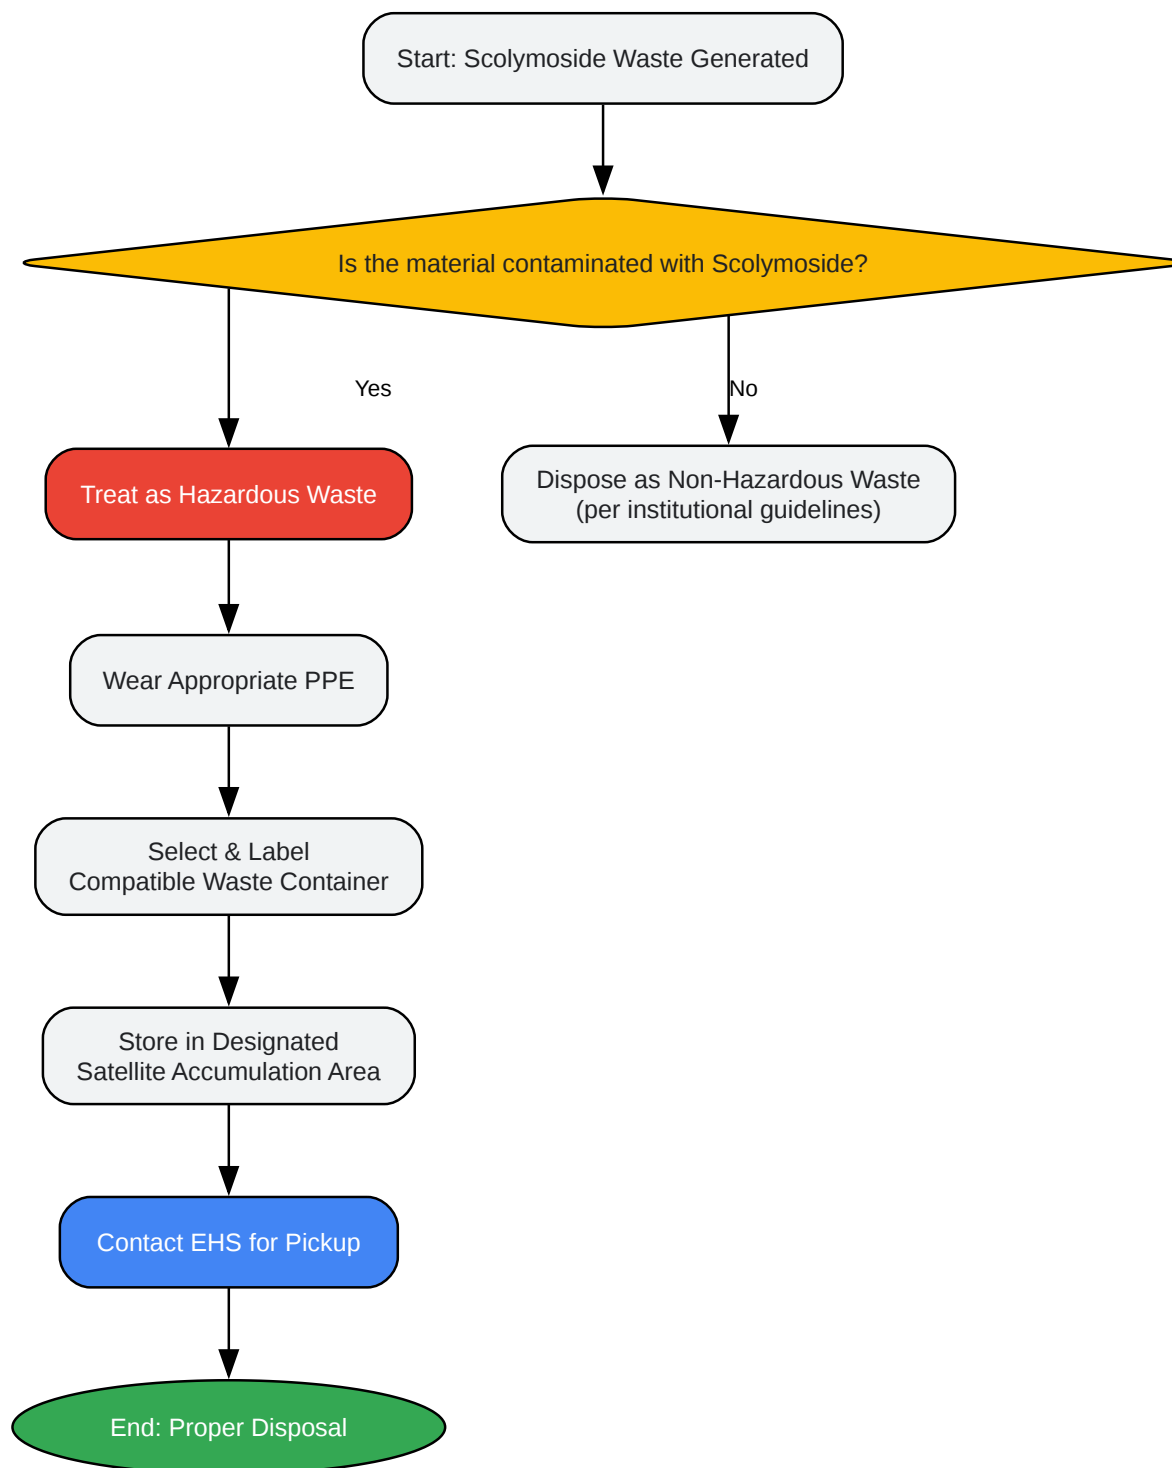 Start: Scolymoside Waste Generated
Is the material contaminated with Scolymoside?
Yes
No
Treat as Hazardous Waste
Dispose as Non-Hazardous Waste
(per institutional guidelines)
Wear Appropriate PPE
Select & Label
Compatible Waste Container
Store in Designated
Satellite Accumulation Area
Contact EHS for Pickup
End: Proper Disposal